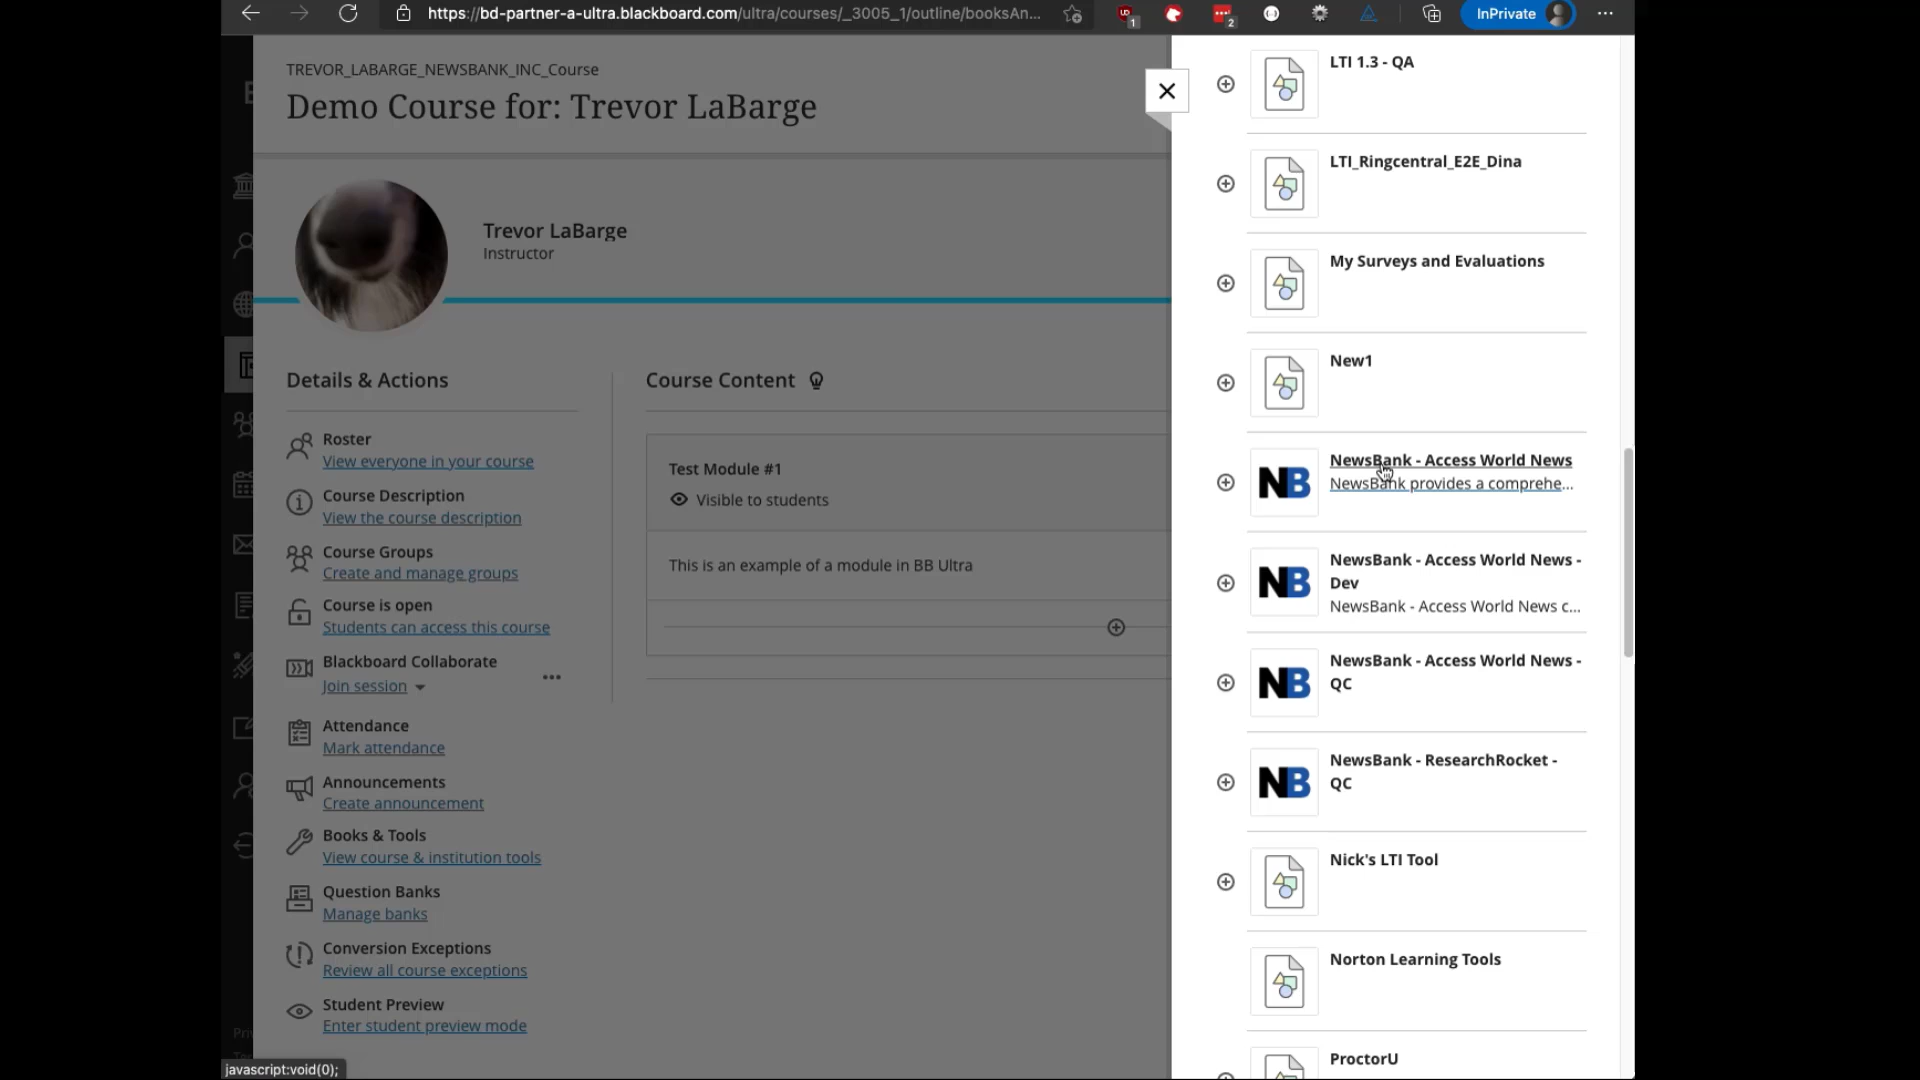 https://bd-partner-a-ultra.blackboard.com/ultra/courses/_3005_1/outline/booksAn...
1
2
InPrivate
TREVOR_LABARGE_NEWSBANK_INC_Course
Demo Course for: Trevor LaBarge
Trevor LaBarge
Instructor
Details & Actions
Roster
View everyone in your course
Course Description
View the course description
Course Groups
Create and manage groups
Course is open
Students can access this course
Blackboard Collaborate
Join session
Attendance
Mark attendance
Announcements
Create announcement
Books & Tools
View course & institution tools
Question Banks
Manage banks
Conversion Exceptions
Review all course exceptions
Student Preview
Enter student preview mode
Course Content
Test Module #1
Visible to students
This is an example of a module in BB Ultra
LTI 1.3 - QA
LTI_Ringcentral_E2E_Dina
My Surveys and Evaluations
New1
NB
NewsBank - Access World News
NewsBank provides a comprehe...
NB
NewsBank - Access World News -
Dev
NewsBank - Access World News c...
NB
NewsBank - Access World News -
QC
NB
NewsBank - ResearchRocket -
QC
Nick's LTI Tool
Norton Learning Tools
ProctorU
javascript:void(0);